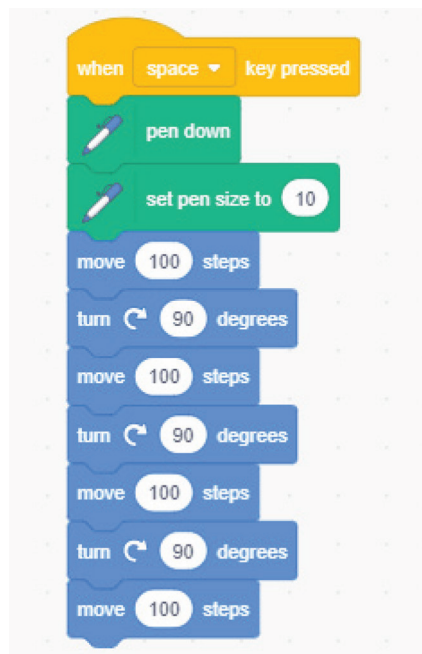 when space key pressed
pen down
set pen size to 10
move 100 steps
turn 90 degrees
move 100 steps
turn 90 degrees
move 100 steps
turn 90 degrees
move 100 steps